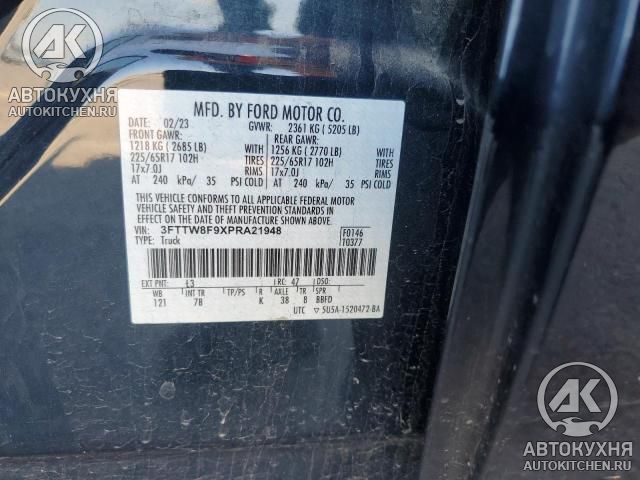 AK
АВТОКУХНЯ
AUTOKITCHEN.RU
MFD. BY FORD MOTOR CO.
DATE: 02/23 GVWR: 2361 KG ( 5205 LB)
FRONT GAWR: REAR GAWR:
1218 KG ( 2685 LB) WITH 1256 KG ( 2770 LB) WITH
225/65R17 102H TIRES 225/65R17 102H TIRES
17x7.0J RIMS 17x7.0J RIMS
AT 240 kPa/ 35 PSI COLD AT 240 kPa/ 35 PSI COLD
THIS VEHICLE CONFORMS TO ALL APPLICABLE FEDERAL MOTOR
VEHICLE SAFETY AND THEFT PREVENTION STANDARDS IN
EFFECT ON THE DATE OF MANUFACTURE SHOWN ABOVE.
VIN: 3FTTW8F9XPRA21948 F0146
TYPE: Truck T0377
EXT PNT: L3 RC: 47 DSO:
WB INT TR TP/PS R AXLE TR SPR
121 7B K 38 8 BBFD
UTC ▽ 5U5A-1520472-BA
AK
АВТОКУХНЯ
AUTOKITCHEN.RU